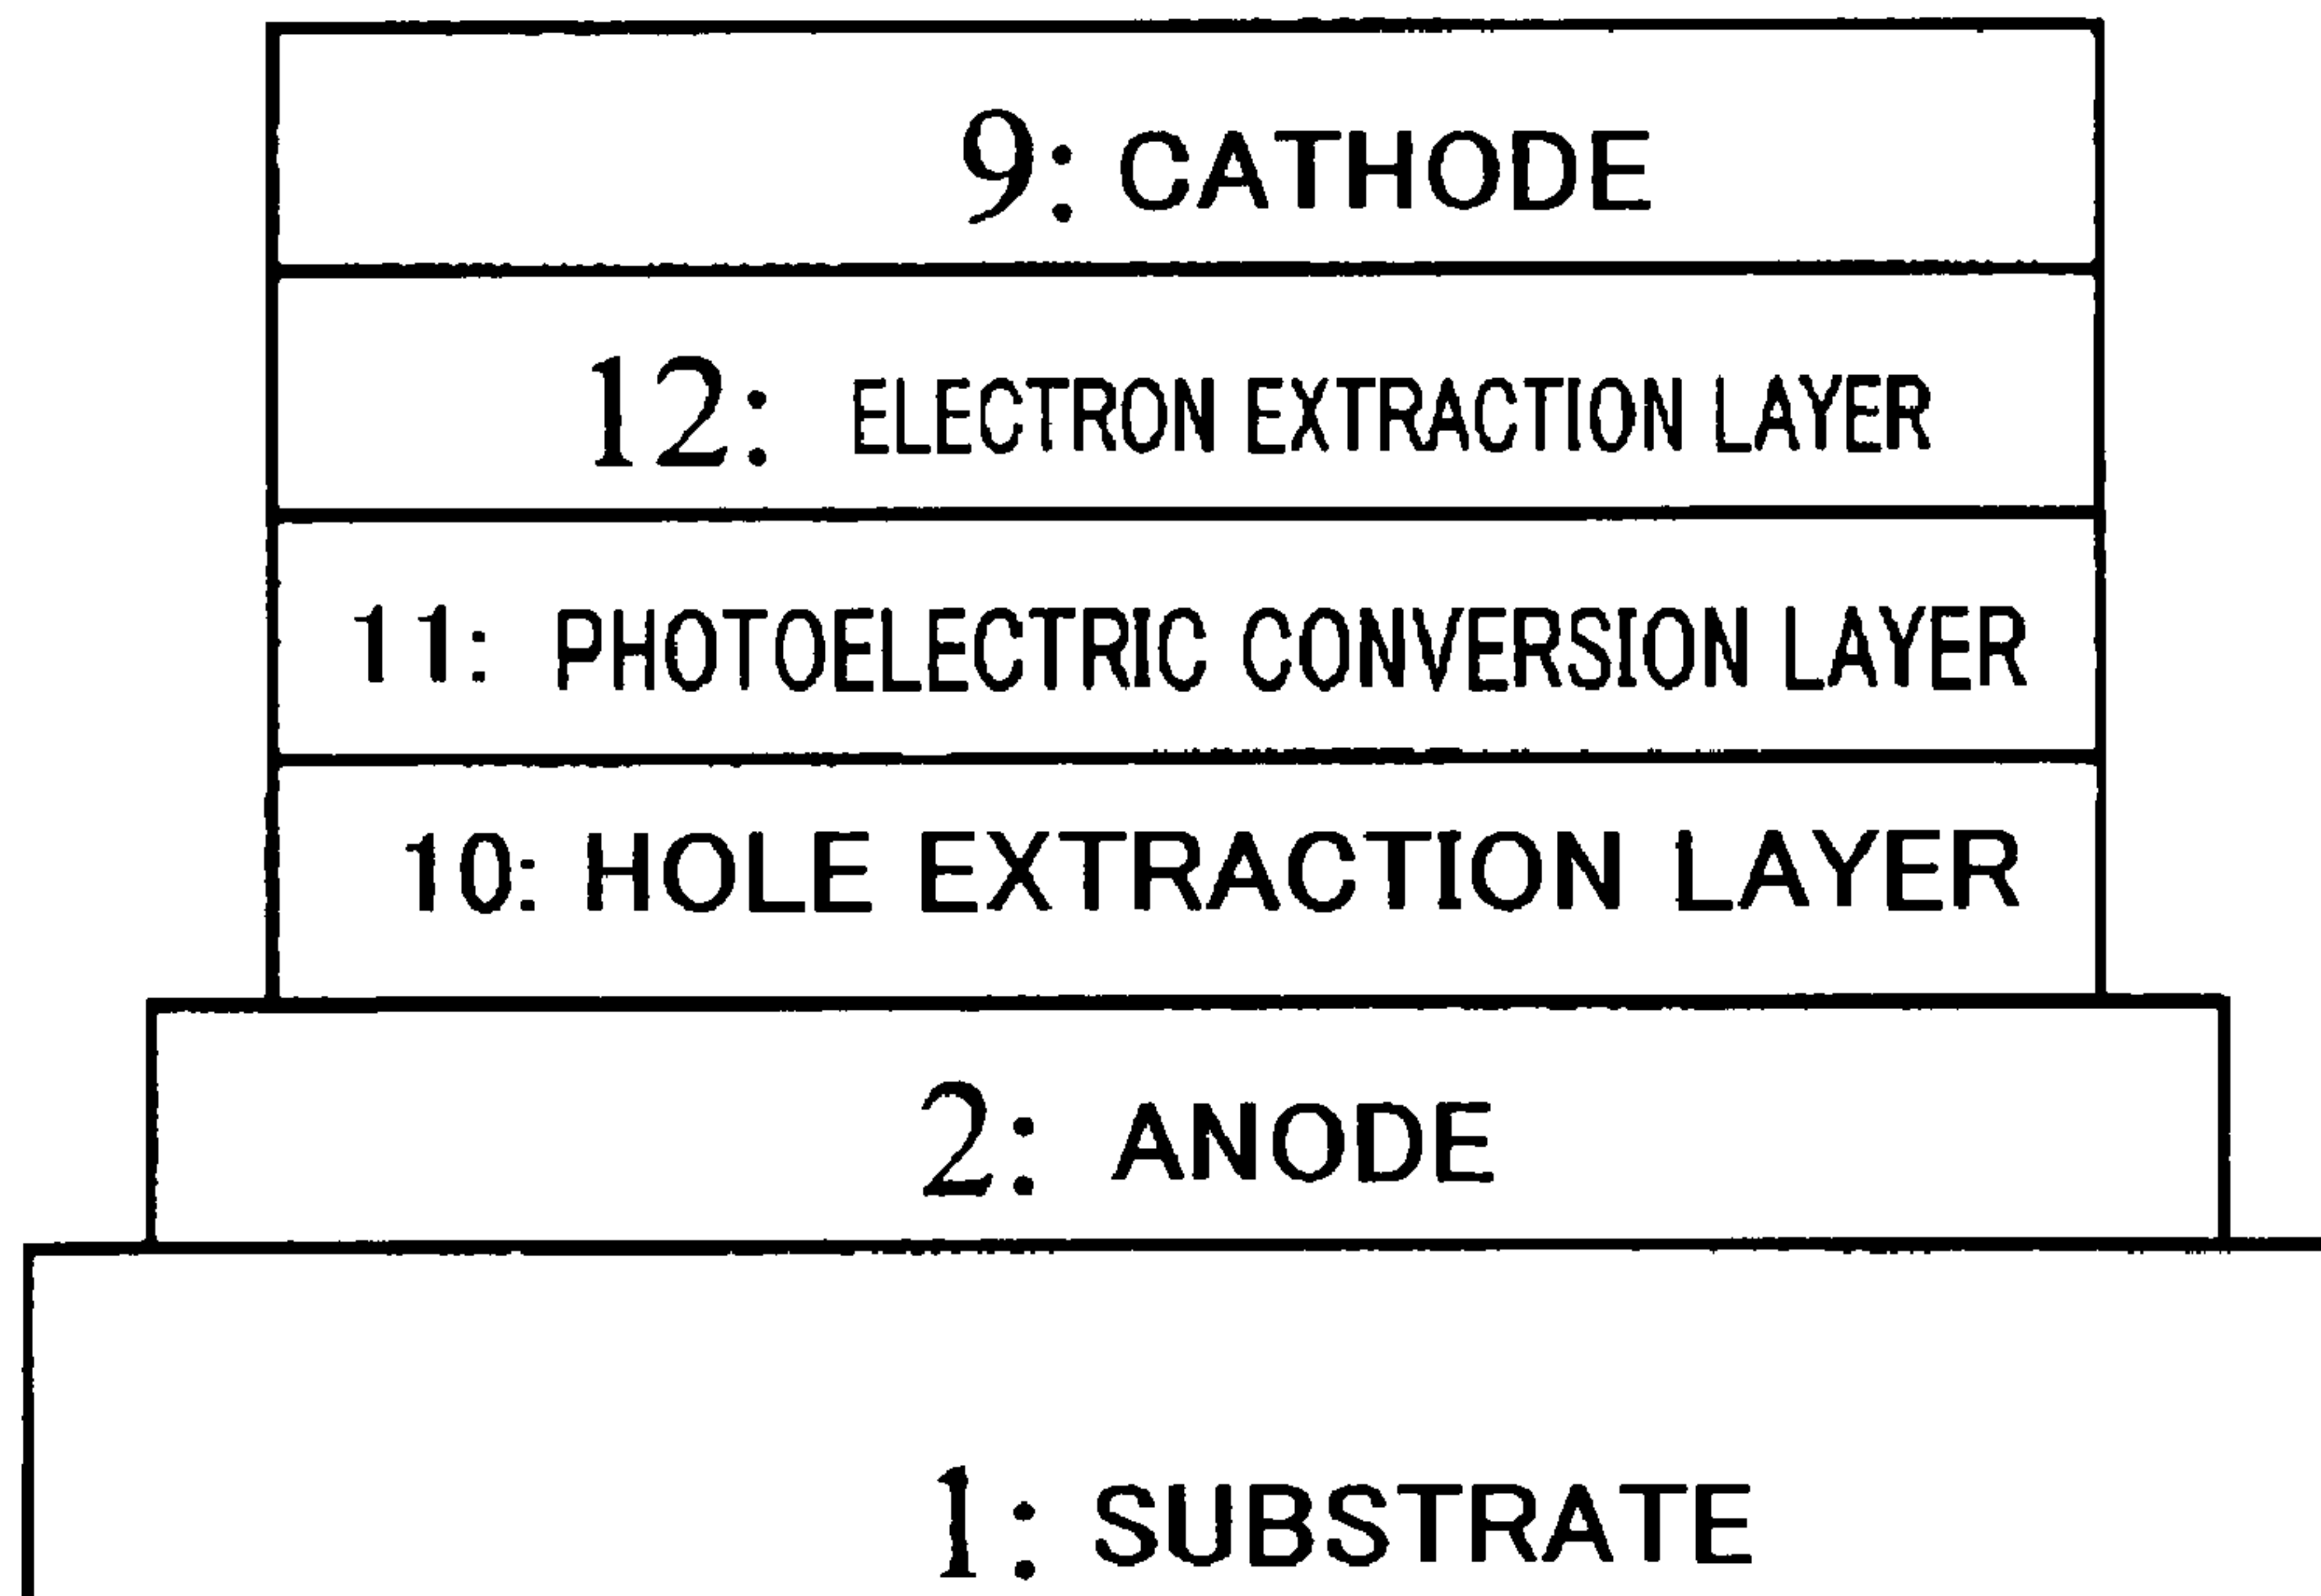 9: CATHODE
12: ELECTRON EXTRACTION LAYER
11: PHOTOELECTRIC CONVERSION LAYER
10: HOLE EXTRACTION LAYER
2: ANODE
1: SUBSTRATE